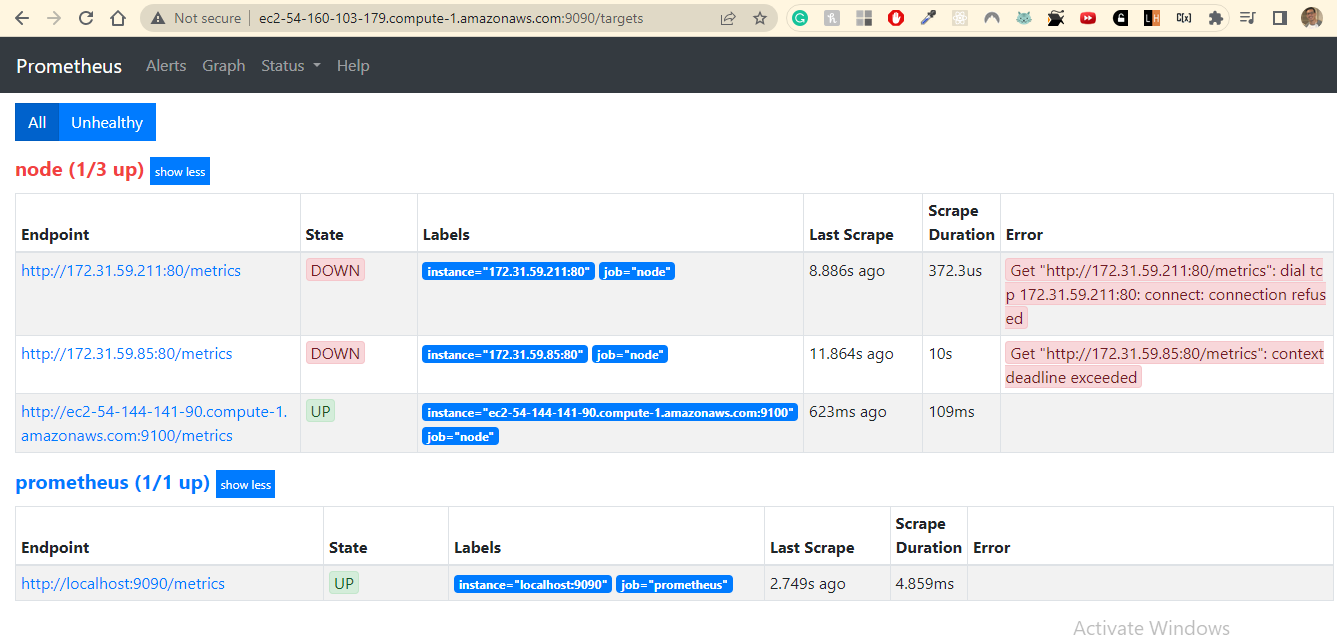 Not secure | ec2-54-160-103-179.compute-1.amazonaws.com:9090/targets
Prometheus Alerts Graph Status Help
All Unhealthy
node (1/3 up) show less
Endpoint State Labels Last Scrape Scrape Duration Error
http://172.31.59.211:80/metrics DOWN instance="172.31.59.211:80" job="node" 8.886s ago 372.3us Get "http://172.31.59.211:80/metrics": dial tc
p 172.31.59.211:80: connect: connection refus
ed
http://172.31.59.85:80/metrics DOWN instance="172.31.59.85:80" job="node" 11.864s ago 10s Get "http://172.31.59.85:80/metrics": context
deadline exceeded
http://ec2-54-144-141-90.compute-1. UP instance="ec2-54-144-141-90.compute-1.amazonaws.com:9100" 623ms ago 109ms
amazonaws.com:9100/metrics job="node"
prometheus (1/1 up) show less
Endpoint State Labels Last Scrape Scrape Duration Error
http://localhost:9090/metrics UP instance="localhost:9090" job="prometheus" 2.749s ago 4.859ms
Activate Windows